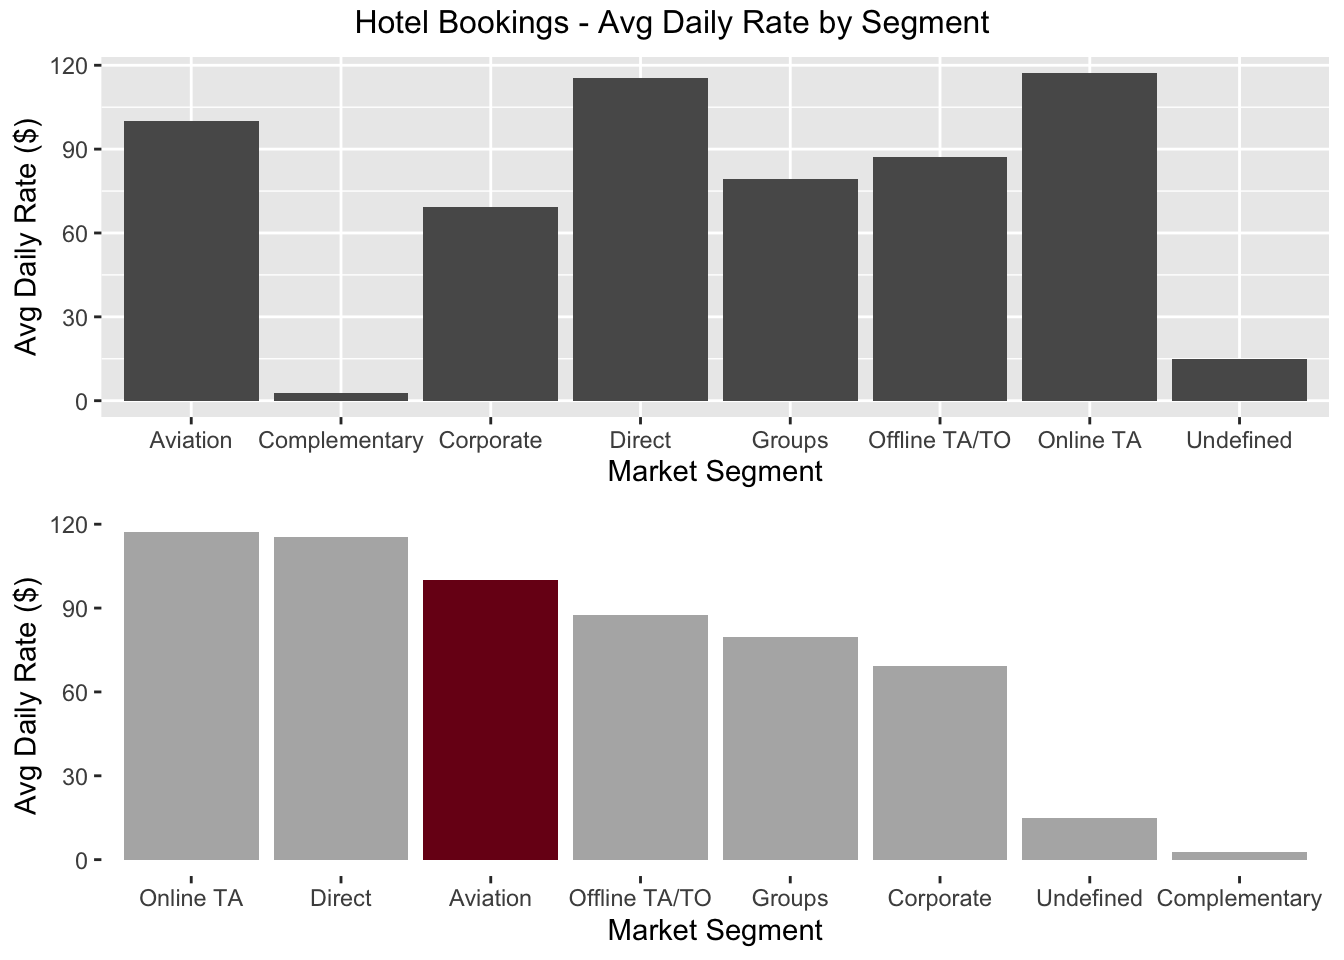 Hotel Bookings - Avg Daily Rate by Segment
Avg Daily Rate ($)
120
90
60
30
0
Aviation Complementary Corporate Direct Groups Offline TA/TO Online TA Undefined
Market Segment
Avg Daily Rate ($)
120
90
60
30
0
Online TA Direct Aviation Offline TA/TO Groups Corporate Undefined Complementary
Market Segment